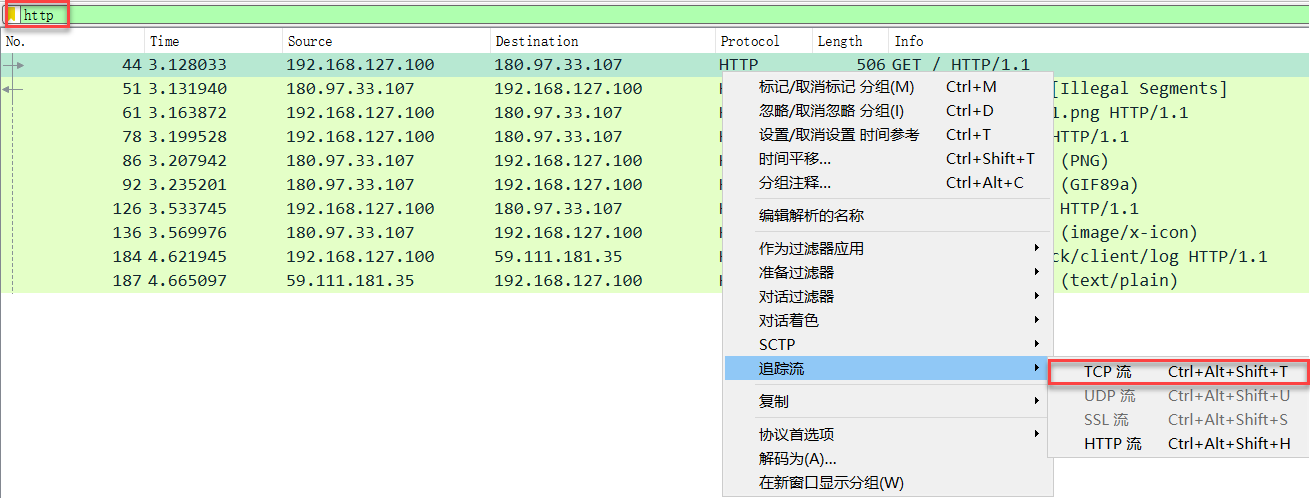 http
No. Time Source Destination Protocol Length Info
44 3.128033 192.168.127.100 180.97.33.107 HTTP 506 GET / HTTP/1.1
51 3.131940 180.97.33.107 192.168.127.100 [Illegal Segments]
61 3.163872 192.168.127.100 180.97.33.107 1.png HTTP/1.1
78 3.199528 192.168.127.100 180.97.33.107 HTTP/1.1
86 3.207942 180.97.33.107 192.168.127.100 (PNG)
92 3.235201 180.97.33.107 192.168.127.100 (GIF89a)
126 3.533745 192.168.127.100 180.97.33.107 HTTP/1.1
136 3.569976 180.97.33.107 192.168.127.100 (image/x-icon)
184 4.621945 192.168.127.100 59.111.181.35 ck/client/log HTTP/1.1
187 4.665097 59.111.181.35 192.168.127.100 (text/plain)
标记/取消标记 分组(M) Ctrl+M
忽略/取消忽略 分组(I) Ctrl+D
设置/取消设置 时间参考 Ctrl+T
时间平移... Ctrl+Shift+T
分组注释... Ctrl+Alt+C
编辑解析的名称
作为过滤器应用
准备过滤器
对话过滤器
对话着色
SCTP
追踪流
TCP 流 Ctrl+Alt+Shift+T
UDP 流 Ctrl+Alt+Shift+U
SSL 流 Ctrl+Alt+Shift+S
HTTP 流 Ctrl+Alt+Shift+H
复制
协议首选项
解码为(A)...
在新窗口显示分组(W)